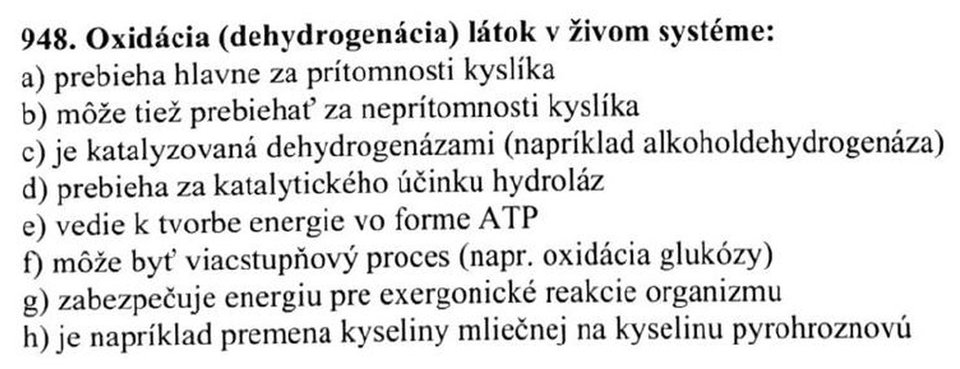 948. Oxidácia (dehydrogenácia) látok v živom systéme:
a) prebieha hlavne za prítomnosti kyslíka
b) môže tiež prebiehať za neprítomnosti kyslíka
c) je katalyzovaná dehydrogenázami (napríklad alkoholdehydrogenáza)
d) prebieha za katalytického účinku hydroláz
e) vedie k tvorbe energie vo forme ATP
f) môže byť viacstupňový proces (napr. oxidácia glukózy)
g) zabezpečuje energiu pre exergonické reakcie organizmu
h) je napríklad premena kyseliny mliečnej na kyselinu pyrohroznovú